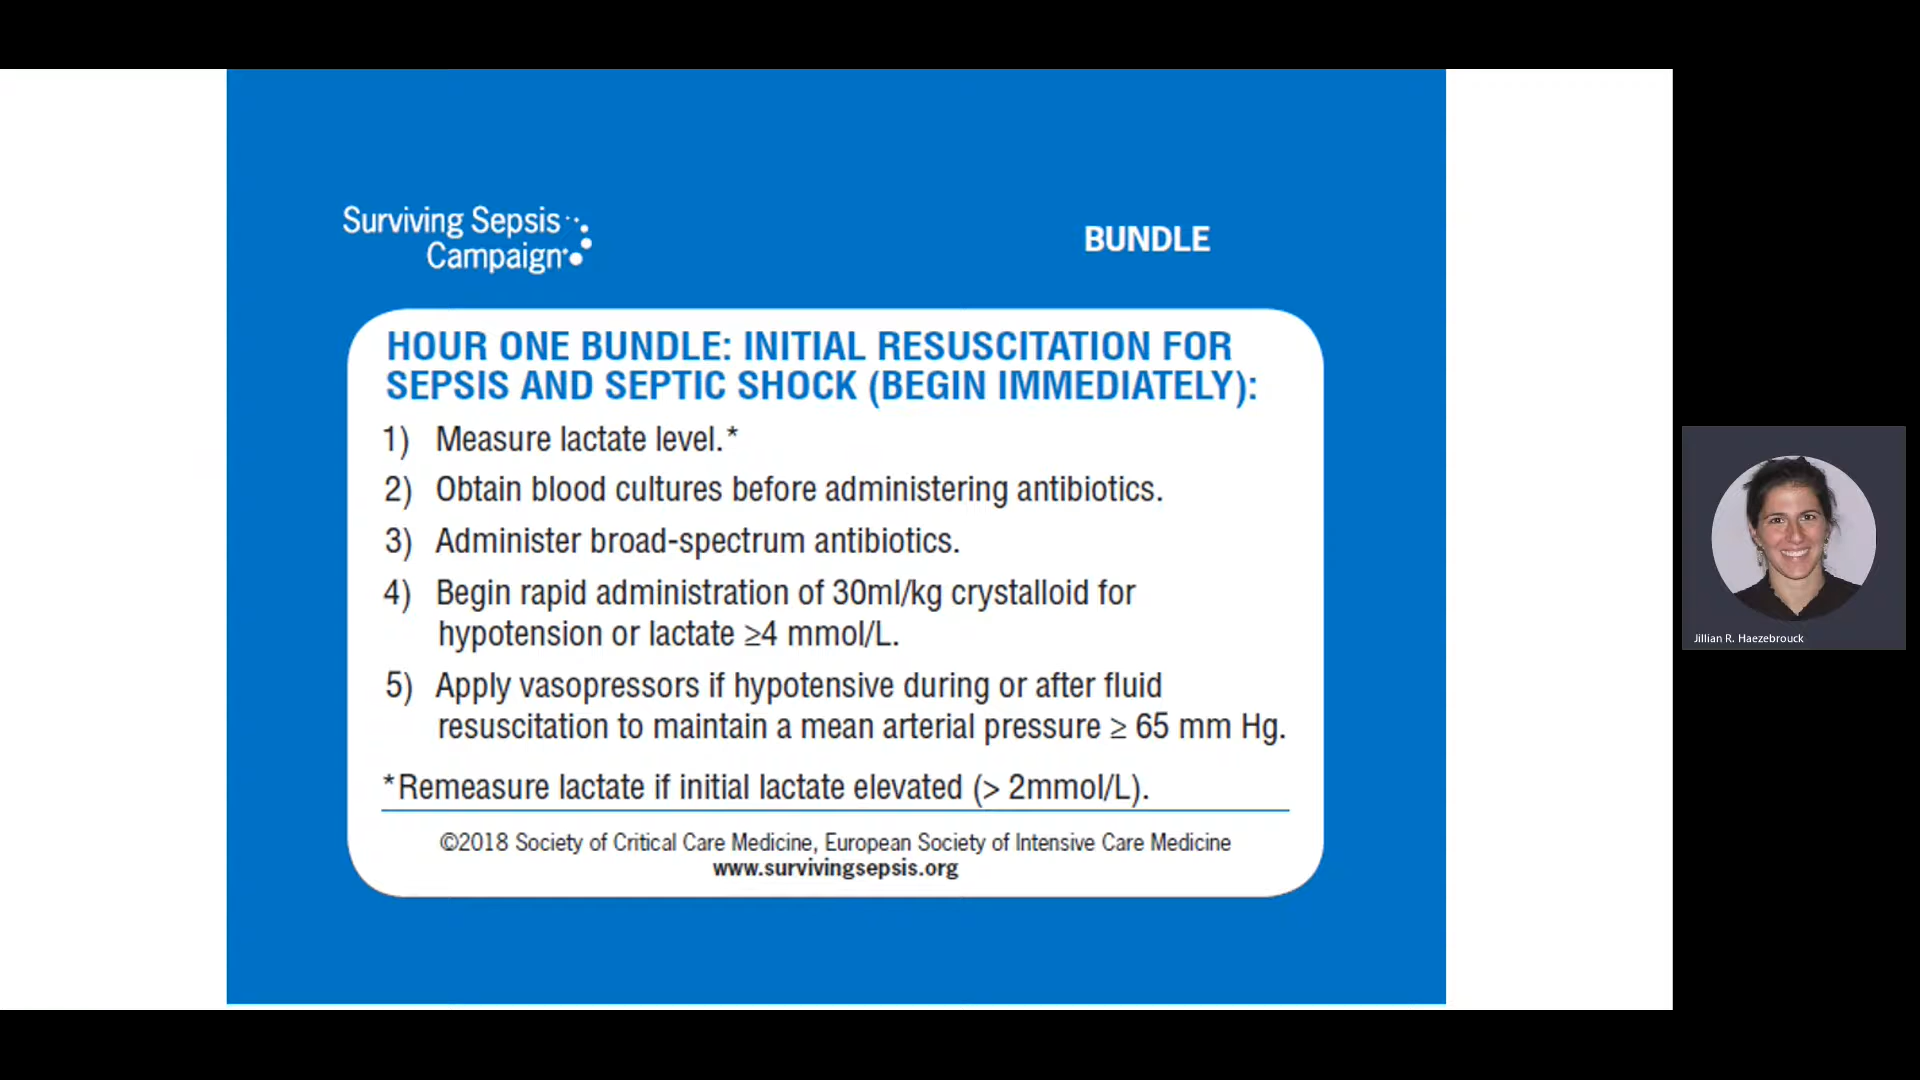 Surviving Sepsis
Campaign
BUNDLE
HOUR ONE BUNDLE: INITIAL RESUSCITATION FOR
SEPSIS AND SEPTIC SHOCK (BEGIN IMMEDIATELY):
1) Measure lactate level.*
2) Obtain blood cultures before administering antibiotics.
3) Administer broad-spectrum antibiotics.
4) Begin rapid administration of 30ml/kg crystalloid for
hypotension or lactate ≥4 mmol/L.
5) Apply vasopressors if hypotensive during or after fluid
resuscitation to maintain a mean arterial pressure ≥ 65 mm Hg.
*Remeasure lactate if initial lactate elevated (> 2mmol/L).
©2018 Society of Critical Care Medicine, European Society of Intensive Care Medicine
www.survivingsepsis.org
Jillian R. Haezebrouck